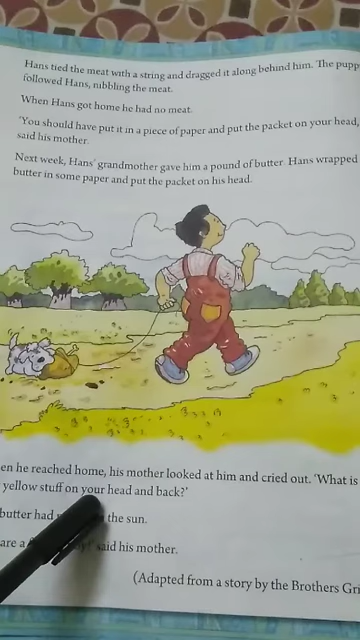 Hans tied the meat with a string and dragged it along behind him. The pupp
followed Hans, nibbling the meat.
When Hans got home he had no meat.
'You should have put it in a piece of paper and put the packet on your head,
said his mother.
Next week, Hans' grandmother gave him a pound of butter. Hans wrapped
butter in some paper and put the packet on his head.
en he reached home, his mother looked at him and cried out. 'What is
yellow stuff on your head and back?'
butter had the sun.
are a said his mother.
(Adapted from a story by the Brothers Gri